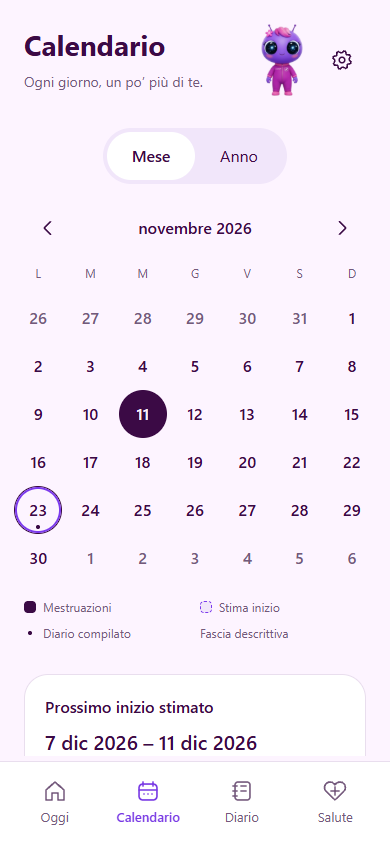 Calendario
Ogni giorno, un po’ più di te.
Mese Anno
novembre 2026
L M M G V S D
26 27 28 29 30 31 1
2 3 4 5 6 7 8
9 10 11 12 13 14 15
16 17 18 19 20 21 22
23 24 25 26 27 28 29
30 1 2 3 4 5 6
Mestruazioni Stima inizio
Diario compilato Fascia descrittiva
Prossimo inizio stimato
7 dic 2026 – 11 dic 2026
Oggi Calendario Diario Salute